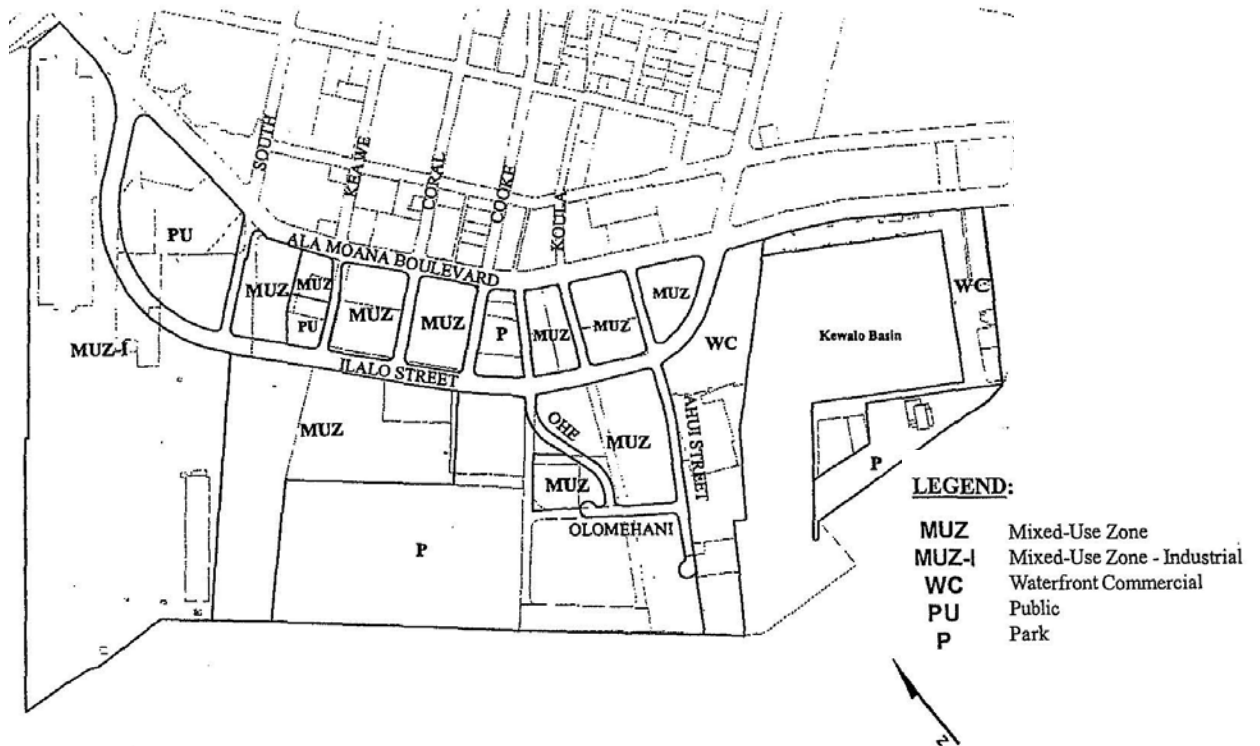 SOUTH
KEAWE
CORAL
COOKE
KOULA
ALA MOANA BOULEVARD
PU
MUZ
MUZ
PU
MUZ
MUZ
P
MUZ
MUZ
MUZ
WC
WC
Kewalo Basin
MUZ-I
ILALO STREET
MUZ
OHE
MUZ
AHUI STREET
MUZ
P
OLOMEHANI
P
LEGEND:
MUZ Mixed-Use Zone
MUZ-I Mixed-Use Zone - Industrial
WC Waterfront Commercial
PU Public
P Park
N